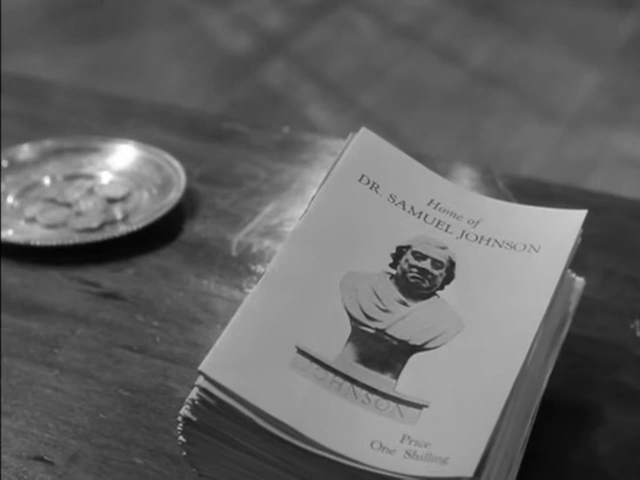 Home of
DR. SAMUEL JOHNSON
JOHNSON
Price
One Shilling